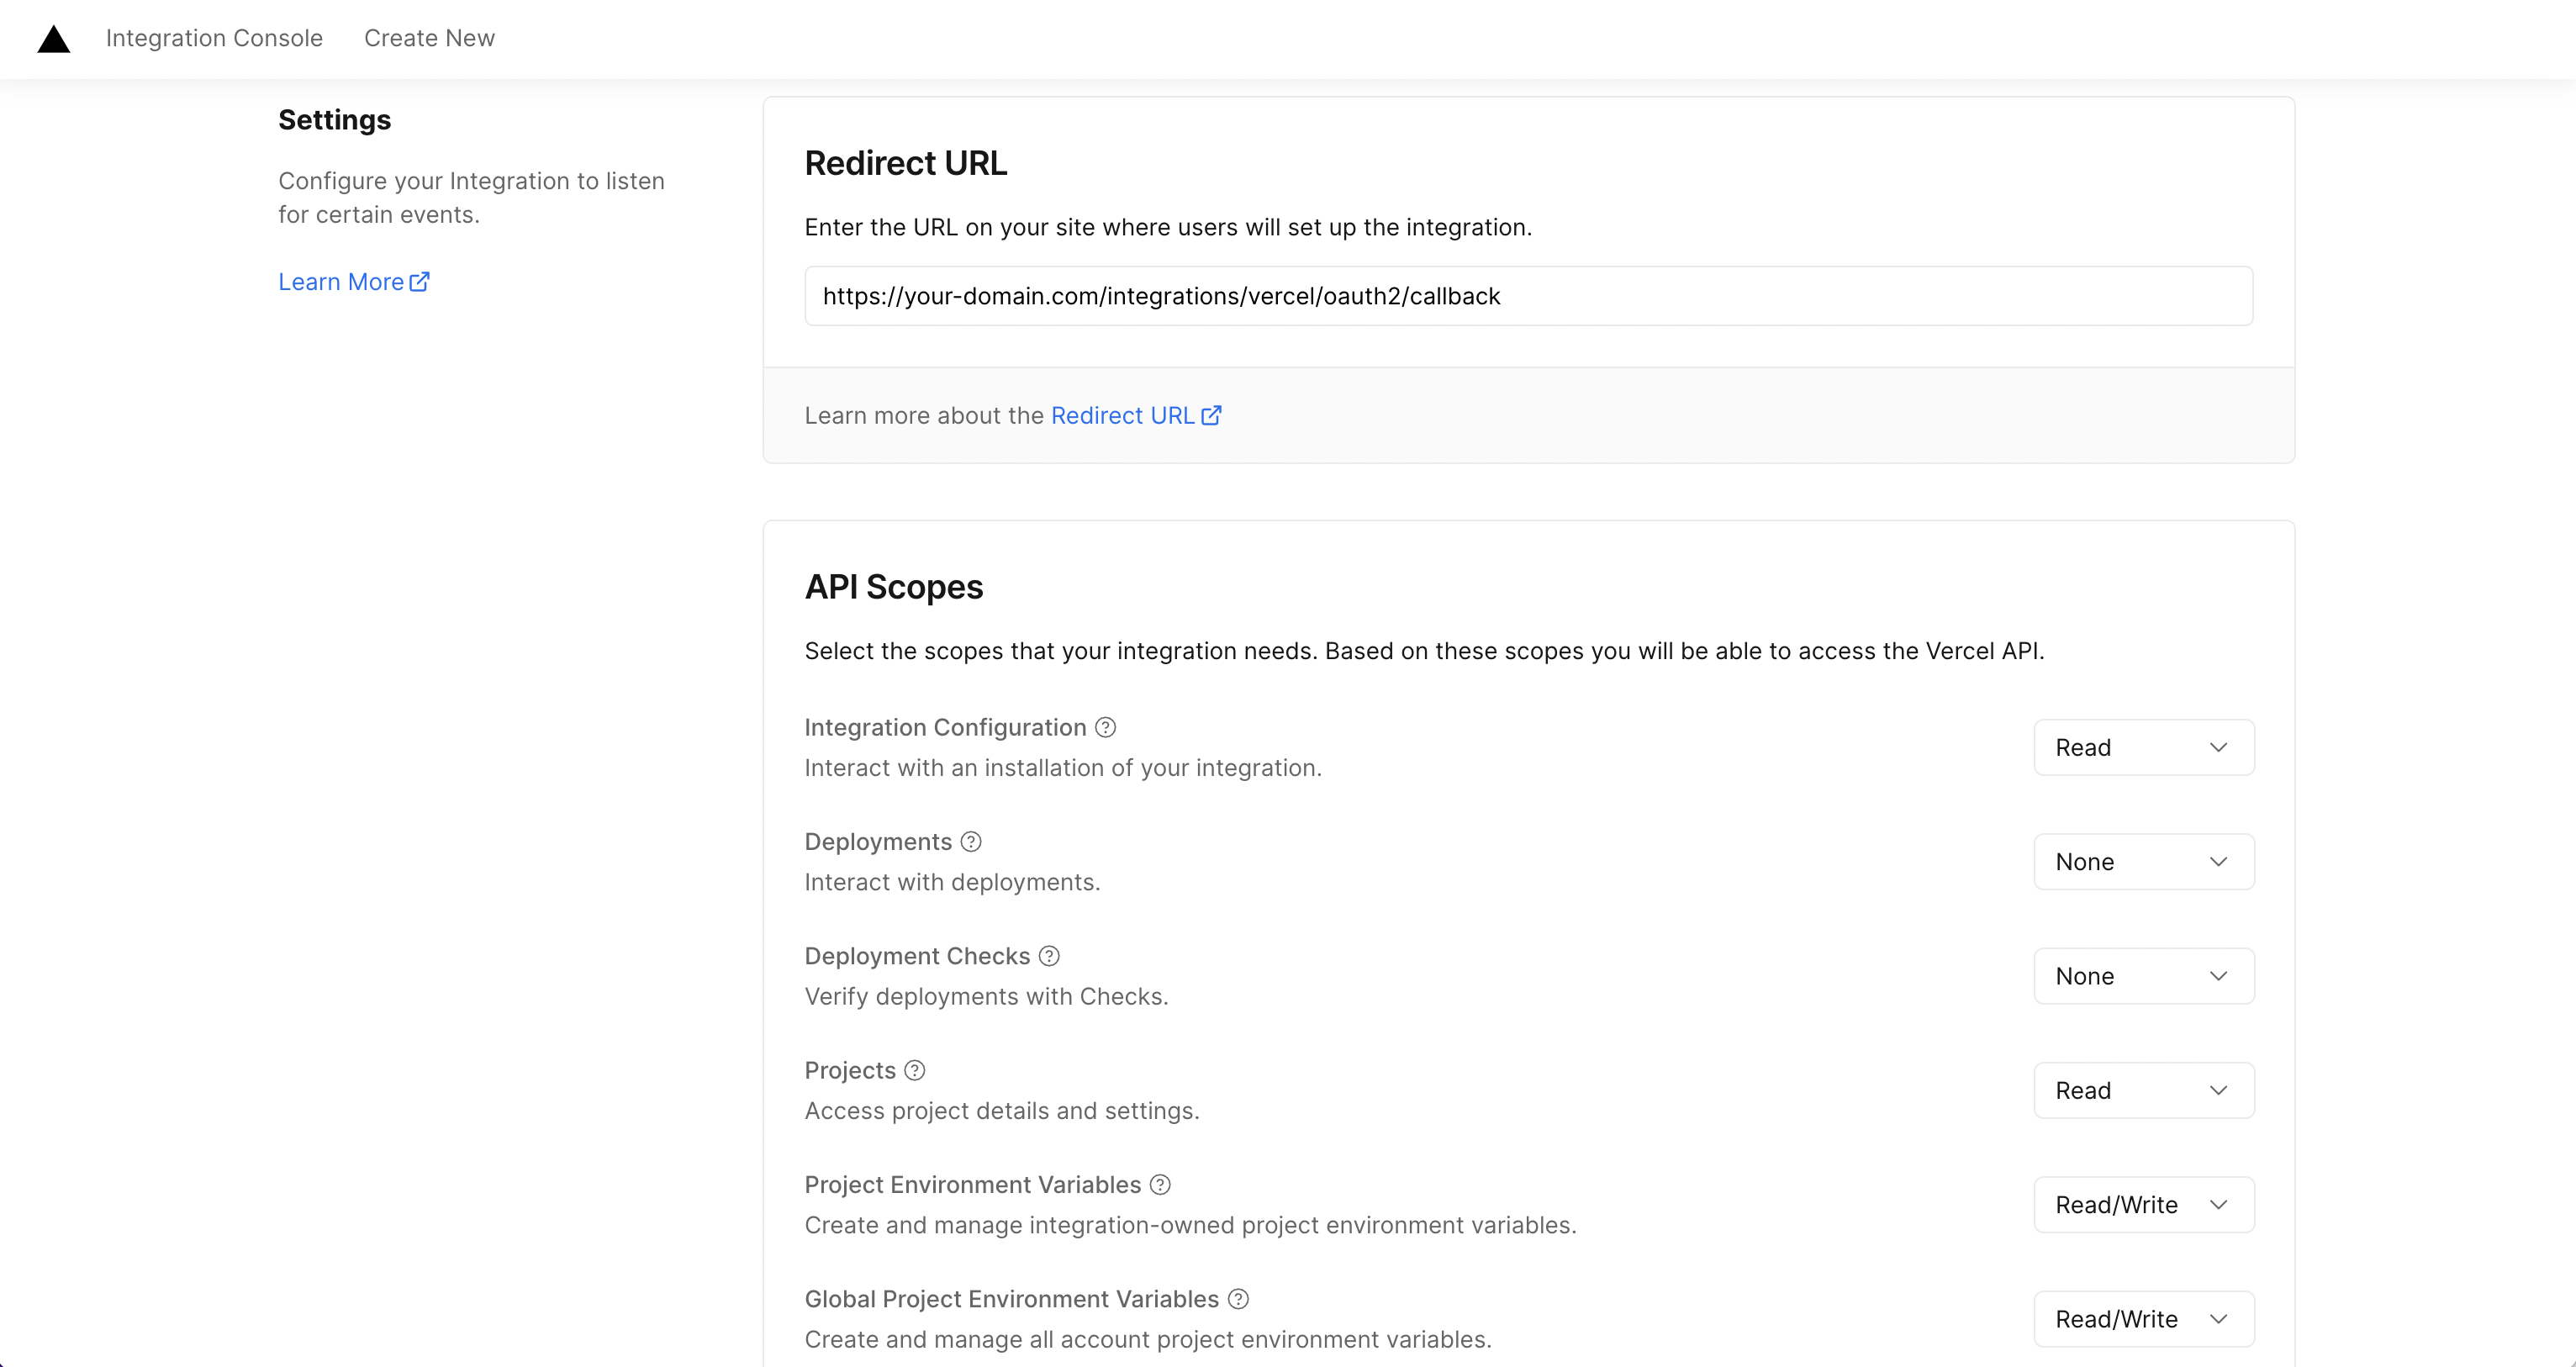 Integration Console
Create New
Settings
Configure your Integration to listen
for certain events.
Learn More
Redirect URL
Enter the URL on your site where users will set up the integration.
https://your-domain.com/integrations/vercel/oauth2/callback
Learn more about the Redirect URL
API Scopes
Select the scopes that your integration needs. Based on these scopes you will be able to access the Vercel API.
Integration Configuration
Interact with an installation of your integration.
Read
Deployments
Interact with deployments.
None
Deployment Checks
Verify deployments with Checks.
None
Projects
Access project details and settings.
Read
Project Environment Variables
Create and manage integration-owned project environment variables.
Read/Write
Global Project Environment Variables
Create and manage all account project environment variables.
Read/Write